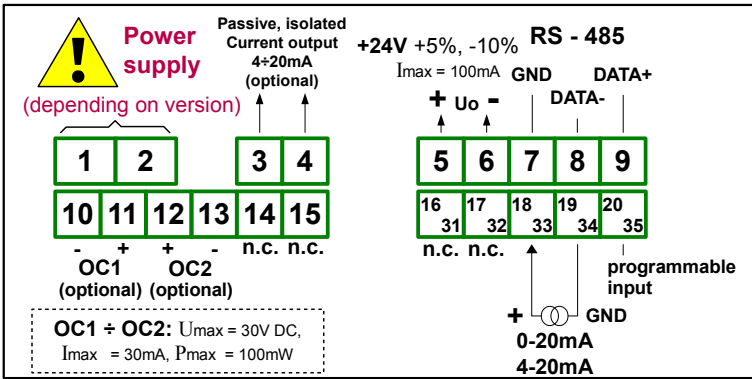 Power
supply
(depending on version)
Passive, isolated
Current output
4÷20mA
(optional)
+24V +5%, -10%
Imax = 100mA
+ Uo -
RS - 485
GND DATA+
DATA-
1 2 3 4 5 6 7 8 9
10 11 12 13 14 15
16 31 17 32 18 33 19 34 20 35
- + + - n.c. n.c. n.c. n.c.
OC1 OC2
(optional) (optional)
programmable
input
+ GND
0-20mA
4-20mA
OC1 ÷ OC2: Umax = 30V DC,
Imax = 30mA, Pmax = 100mW